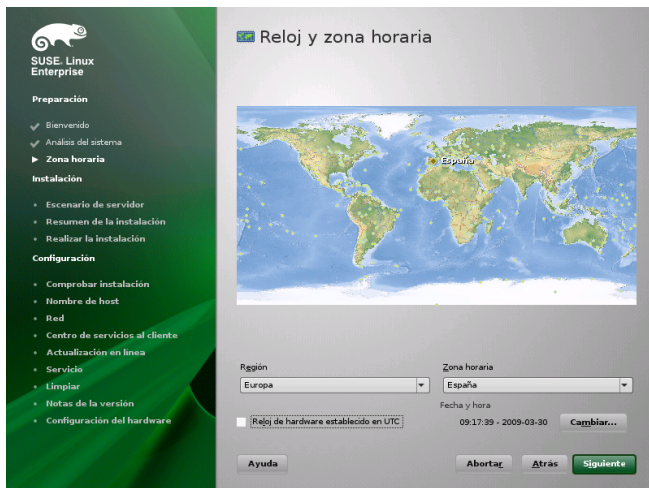 SUSE. Linux
Enterprise
Preparación
Bienvenido
Análisis del sistema
Zona horaria
Instalación
Escenario de servidor
Resumen de la instalación
Realizar la instalación
Configuración
Comprobar instalación
Nombre de host
Red
Centro de servicios al cliente
Actualización en línea
Servicio
Limpiar
Notas de la versión
Configuración del hardware
Reloj y zona horaria
España
Región
Europa
Zona horaria
España
Reloj de hardware establecido en UTC
Fecha y hora
09:17:39 - 2009-03-30
Cambiar...
Ayuda
Abortar
Atrás
Siguiente